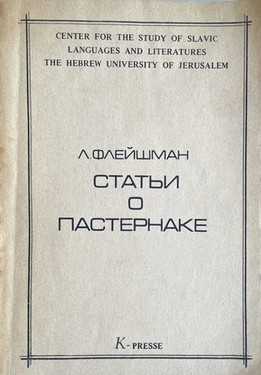 CENTER FOR THE STUDY OF SLAVIC
LANGUAGES AND LITERATURES
THE HEBREW UNIVERSITY OF JERUSALEM
Л.ФЛЕЙШМАН
СТАТЬИ
О
ПАСТЕРНАКЕ
K- PRESSE